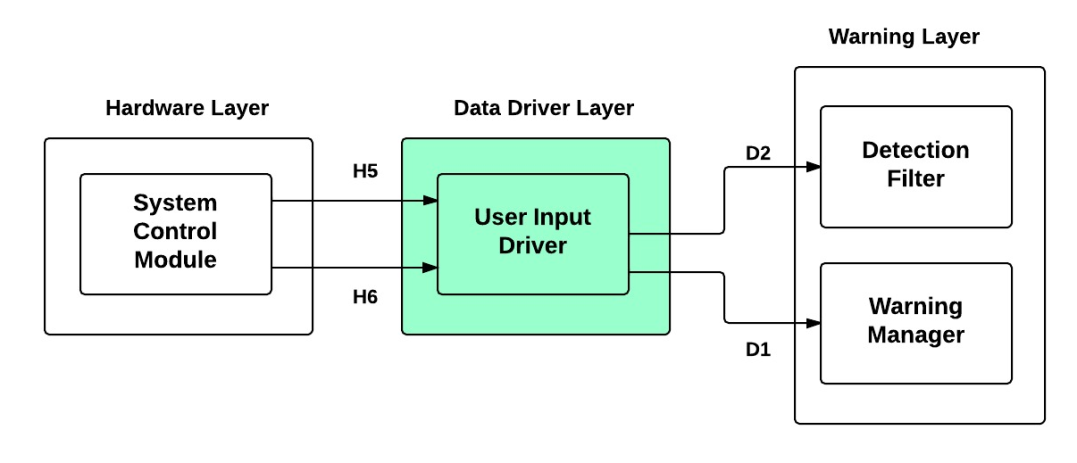 Warning Layer
Hardware Layer
Data Driver Layer
System
Control
Module
H5
H6
User Input
Driver
D2
D1
Detection
Filter
Warning
Manager